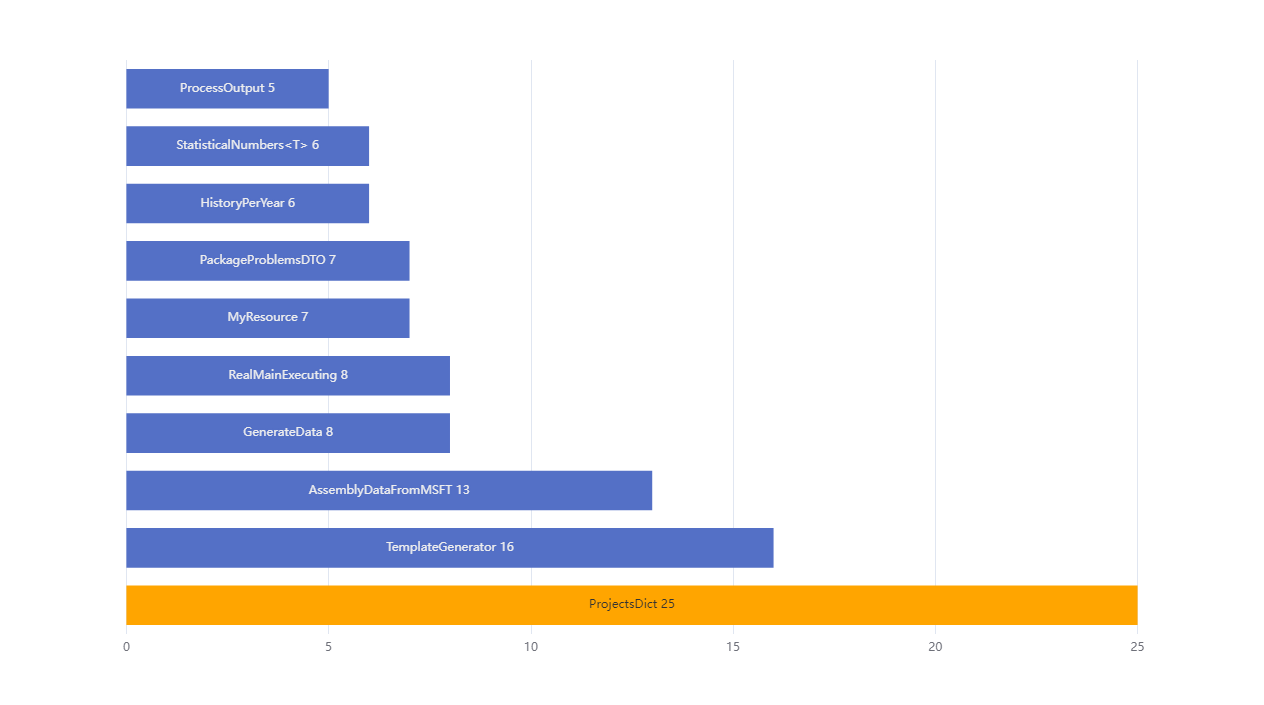 ProcessOutput 5
StatisticalNumbers<T> 6
HistoryPerYear 6
PackageProblemsDTO 7
MyResource 7
RealMainExecuting 8
GenerateData 8
AssemblyDataFromMSFT 13
TemplateGenerator 16
ProjectsDict 25
0 5 10 15 20 25